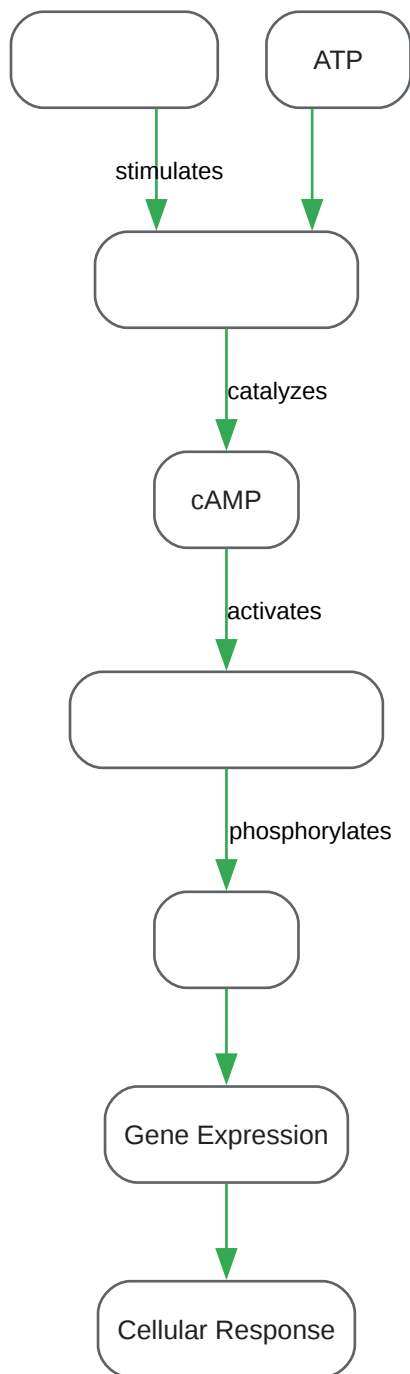 ATP
stimulates
catalyzes
cAMP
activates
phosphorylates
Gene Expression
Cellular Response